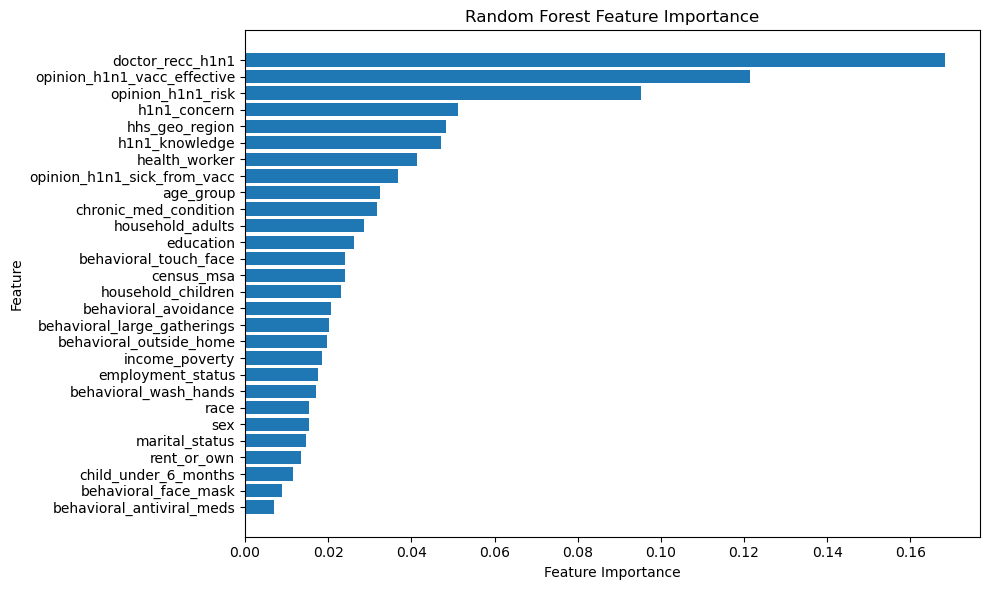 Random Forest Feature Importance
doctor_recc_h1n1
opinion_h1n1_vacc_effective
opinion_h1n1_risk
h1n1_concern
hhs_geo_region
h1n1_knowledge
health_worker
opinion_h1n1_sick_from_vacc
age_group
chronic_med_condition
household_adults
education
behavioral_touch_face
census_msa
household_children
behavioral_avoidance
behavioral_large_gatherings
behavioral_outside_home
income_poverty
employment_status
behavioral_wash_hands
race
sex
marital_status
rent_or_own
child_under_6_months
behavioral_face_mask
behavioral_antiviral_meds
Feature
0.00 0.02 0.04 0.06 0.08 0.10 0.12 0.14 0.16
Feature Importance